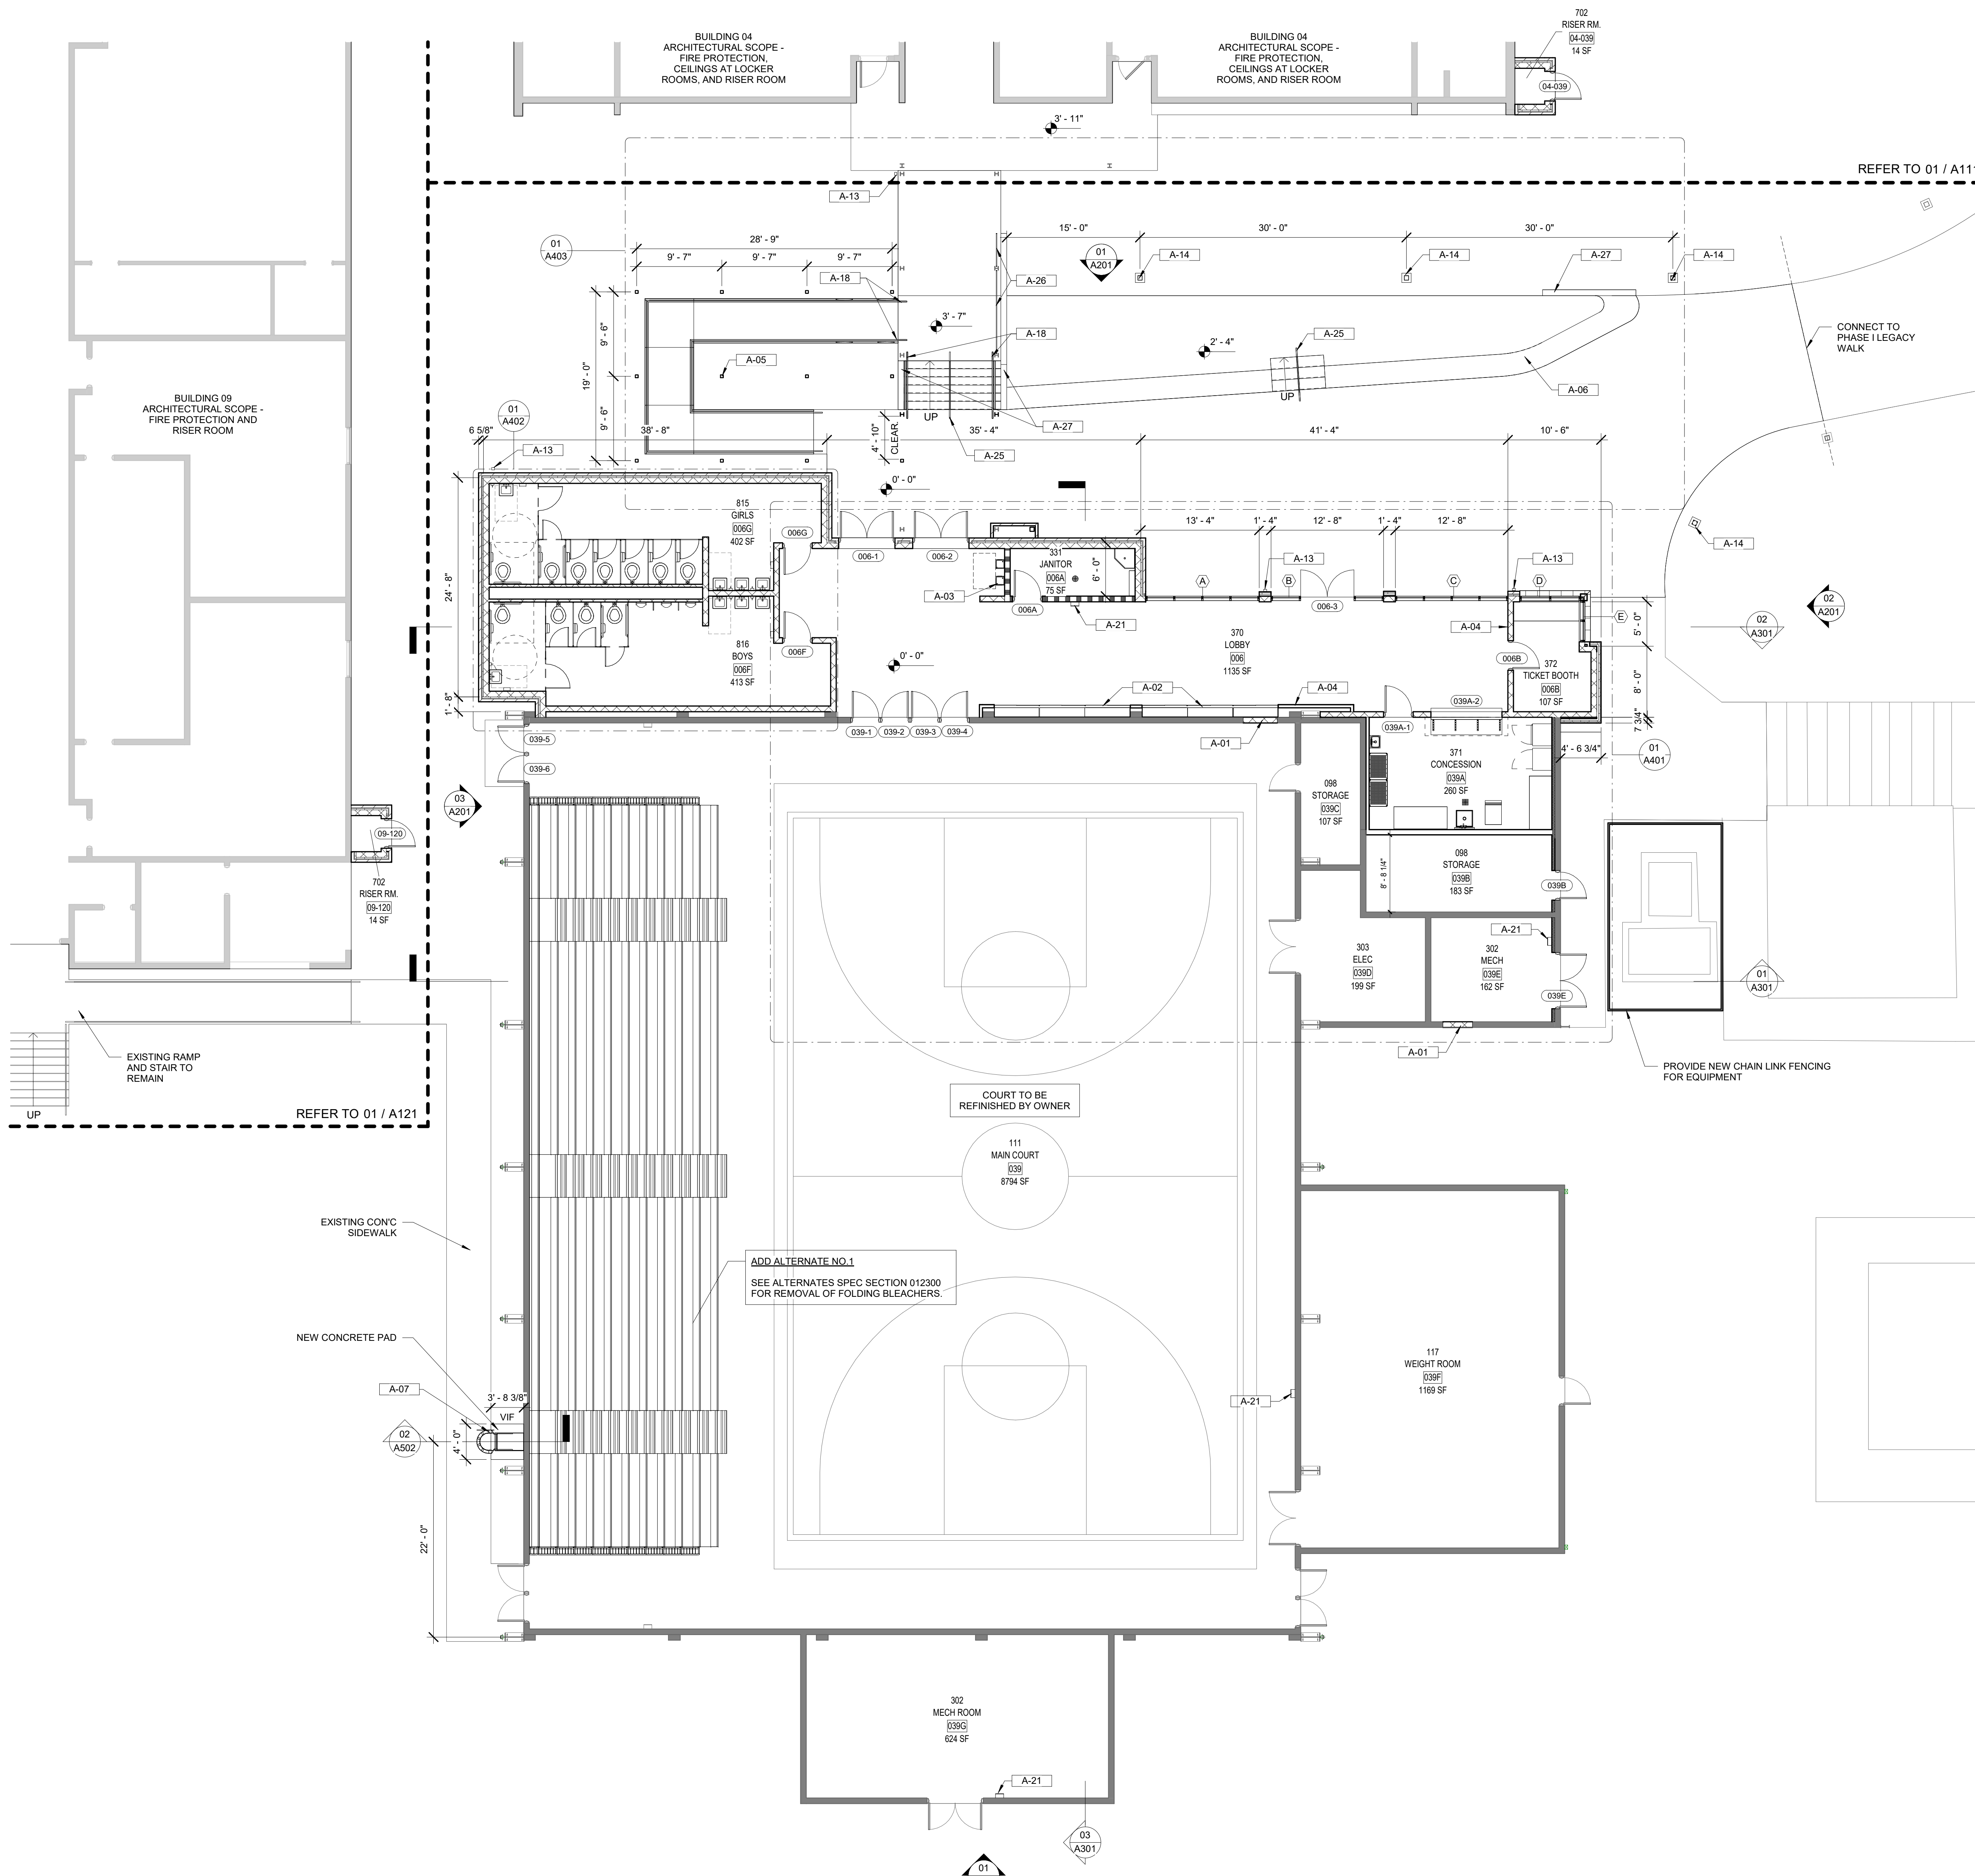 BUILDING 04
ARCHITECTURAL SCOPE -
FIRE PROTECTION,
CEILINGS AT LOCKER
ROOMS, AND RISER ROOM
BUILDING 04
ARCHITECTURAL SCOPE -
FIRE PROTECTION,
CEILINGS AT LOCKER
ROOMS, AND RISER ROOM
702
RISER RM.
04-039
14 SF
04-039
3' - 11"
REFER TO 01 / A111
A-13
15' - 0"
30' - 0"
30' - 0"
28' - 9"
01
A403
9' - 7"
9' - 7"
9' - 7"
01
A201
A-14
A-14
A-27
A-14
A-18
A-26
3' - 7"
A-18
A-25
2' - 4"
CONNECT TO
PHASE I LEGACY
WALK
9' - 6"
19' - 0"
9' - 6"
A-05
A-06
UP
BUILDING 09
ARCHITECTURAL SCOPE -
FIRE PROTECTION AND
RISER ROOM
01
A402
UP
A-27
6 5/8"
38' - 8"
4' - 10"
CLEAR.
35' - 4"
41' - 4"
10' - 6"
A-13
A-25
0' - 0"
815
GIRLS
006G
402 SF
006G
006-1
006-2
13' - 4"
1' - 4"
12' - 8"
1' - 4"
12' - 8"
A-14
331
JANITOR
006A
75 SF
6' - 0"
A-13
A-13
24' - 8"
A
B
C
D
A-03
006A
006-3
02
A201
E
A-04
A-21
5' - 0"
02
A301
816
BOYS
006F
413 SF
006F
370
LOBBY
006
1135 SF
0' - 0"
006B
372
TICKET BOOTH
006B
107 SF
8' - 0"
1' - 8"
A-02
A-04
039A-2
7 3/4"
039-5
039-1
039-2
039-3
039-4
039A-1
A-01
4' - 6 3/4"
01
A401
039-6
371
CONCESSION
039A
260 SF
098
STORAGE
039C
107 SF
03
A201
09-120
702
RISER RM.
09-120
14 SF
8' - 8 1/4"
098
STORAGE
039B
183 SF
039B
A-21
303
ELEC
039D
199 SF
302
MECH
039E
162 SF
01
A301
039E
EXISTING RAMP
AND STAIR TO
REMAIN
A-01
PROVIDE NEW CHAIN LINK FENCING
FOR EQUIPMENT
UP
REFER TO 01 / A121
COURT TO BE
REFINISHED BY OWNER
111
MAIN COURT
039
8794 SF
EXISTING CON'C
SIDEWALK
ADD ALTERNATE NO.1
SEE ALTERNATES SPEC SECTION 012300
FOR REMOVAL OF FOLDING BLEACHERS.
NEW CONCRETE PAD
117
WEIGHT ROOM
039F
1169 SF
A-07
3' - 8 3/8"
VIF
A-21
02
A502
4' - 0"
22' - 0"
302
MECH ROOM
039G
624 SF
A-21
03
A301
01